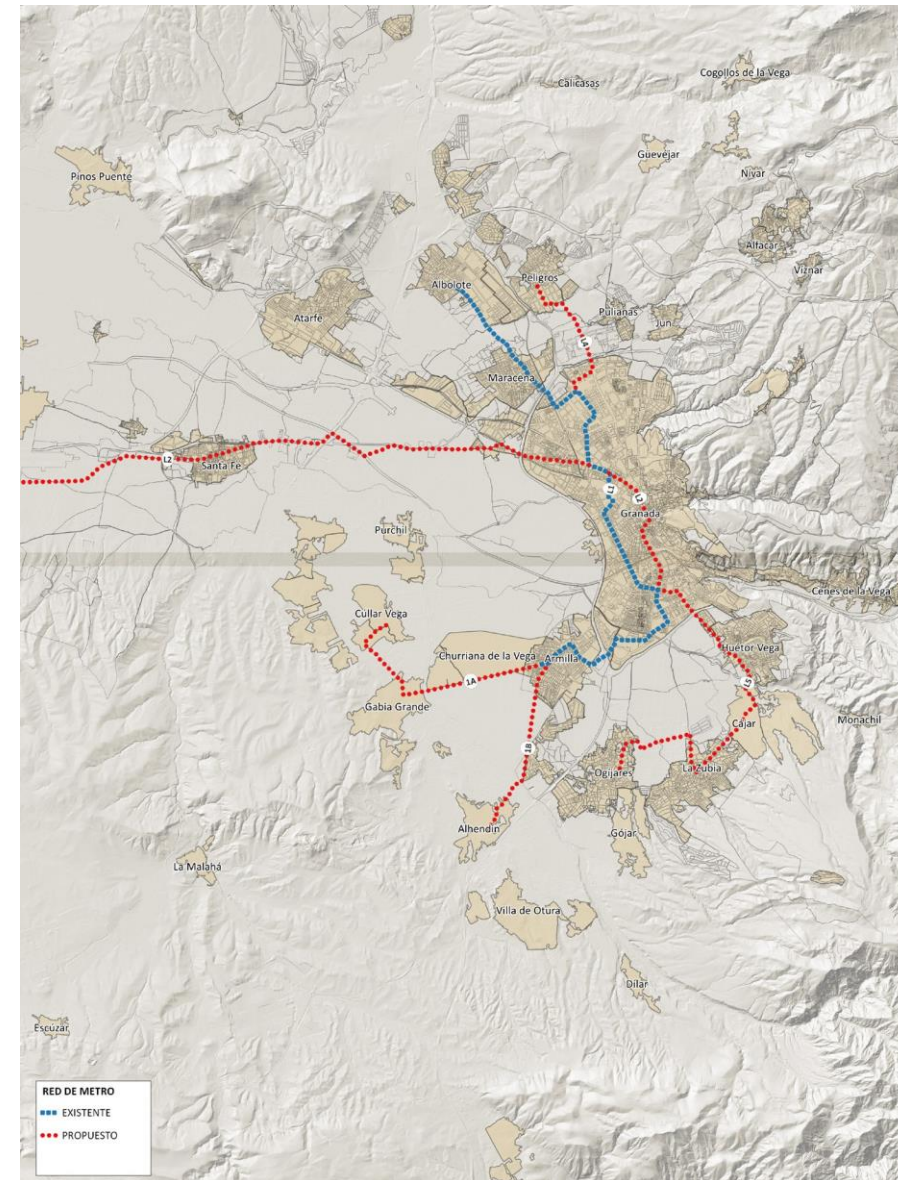 Cogollos de la Vega
Calicasas
Güevéjar
Nívar
Pinos Puente
Alfacar
Víznar
Peligros
Albolote
Pulianas
Jun
Atarfe
L4
Maracena
L2
Santa Fe
L1
L2
Granada
Purchil
Cenes de la Vega
Cúllar Vega
Huétor Vega
Churriana de la Vega
Armilla
1A
L5
Gabia Grande
Cájar
Monachil
1B
La Zubia
Ogíjares
Alhendín
Gójar
La Malahá
Villa de Otura
Dílar
Escúzar
RED DE METRO
EXISTENTE
PROPUESTO